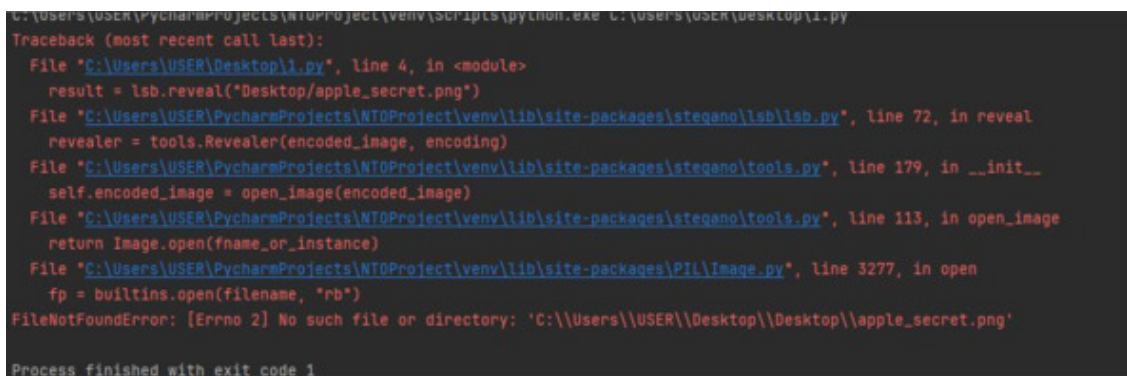 C:\Users\USER\PycharmProjects\NTOProject\venv\Scripts\python.exe C:\Users\USER\Desktop\1.py
Traceback (most recent call last):
File "C:\Users\USER\Desktop\1.py", line 4, in <module>
result = lsb.reveal("Desktop/apple_secret.png")
File "C:\Users\USER\PycharmProjects\NTOProject\venv\lib\site-packages\stegano\lsb\lsb.py", line 72, in reveal
revealer = tools.Revealer(encoded_image, encoding)
File "C:\Users\USER\PycharmProjects\NTOProject\venv\lib\site-packages\stegano\tools.py", line 179, in __init__
self.encoded_image = open_image(encoded_image)
File "C:\Users\USER\PycharmProjects\NTOProject\venv\lib\site-packages\stegano\tools.py", line 113, in open_image
return Image.open(fname_or_instance)
File "C:\Users\USER\PycharmProjects\NTOProject\venv\lib\site-packages\PIL\Image.py", line 3277, in open
fp = builtins.open(filename, "rb")
FileNotFoundError: [Errno 2] No such file or directory: 'C:\\Users\\USER\\Desktop\\Desktop\\apple_secret.png'
Process finished with exit code 1